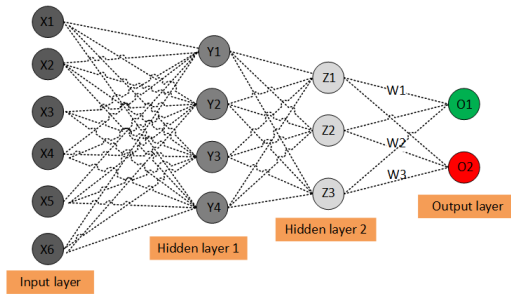 X1
X2
X3
X4
X5
X6
Y1
Y2
Y3
Y4
Z1
Z2
Z3
W1
W2
W3
O1
O2
Input layer
Hidden layer 1
Hidden layer 2
Output layer